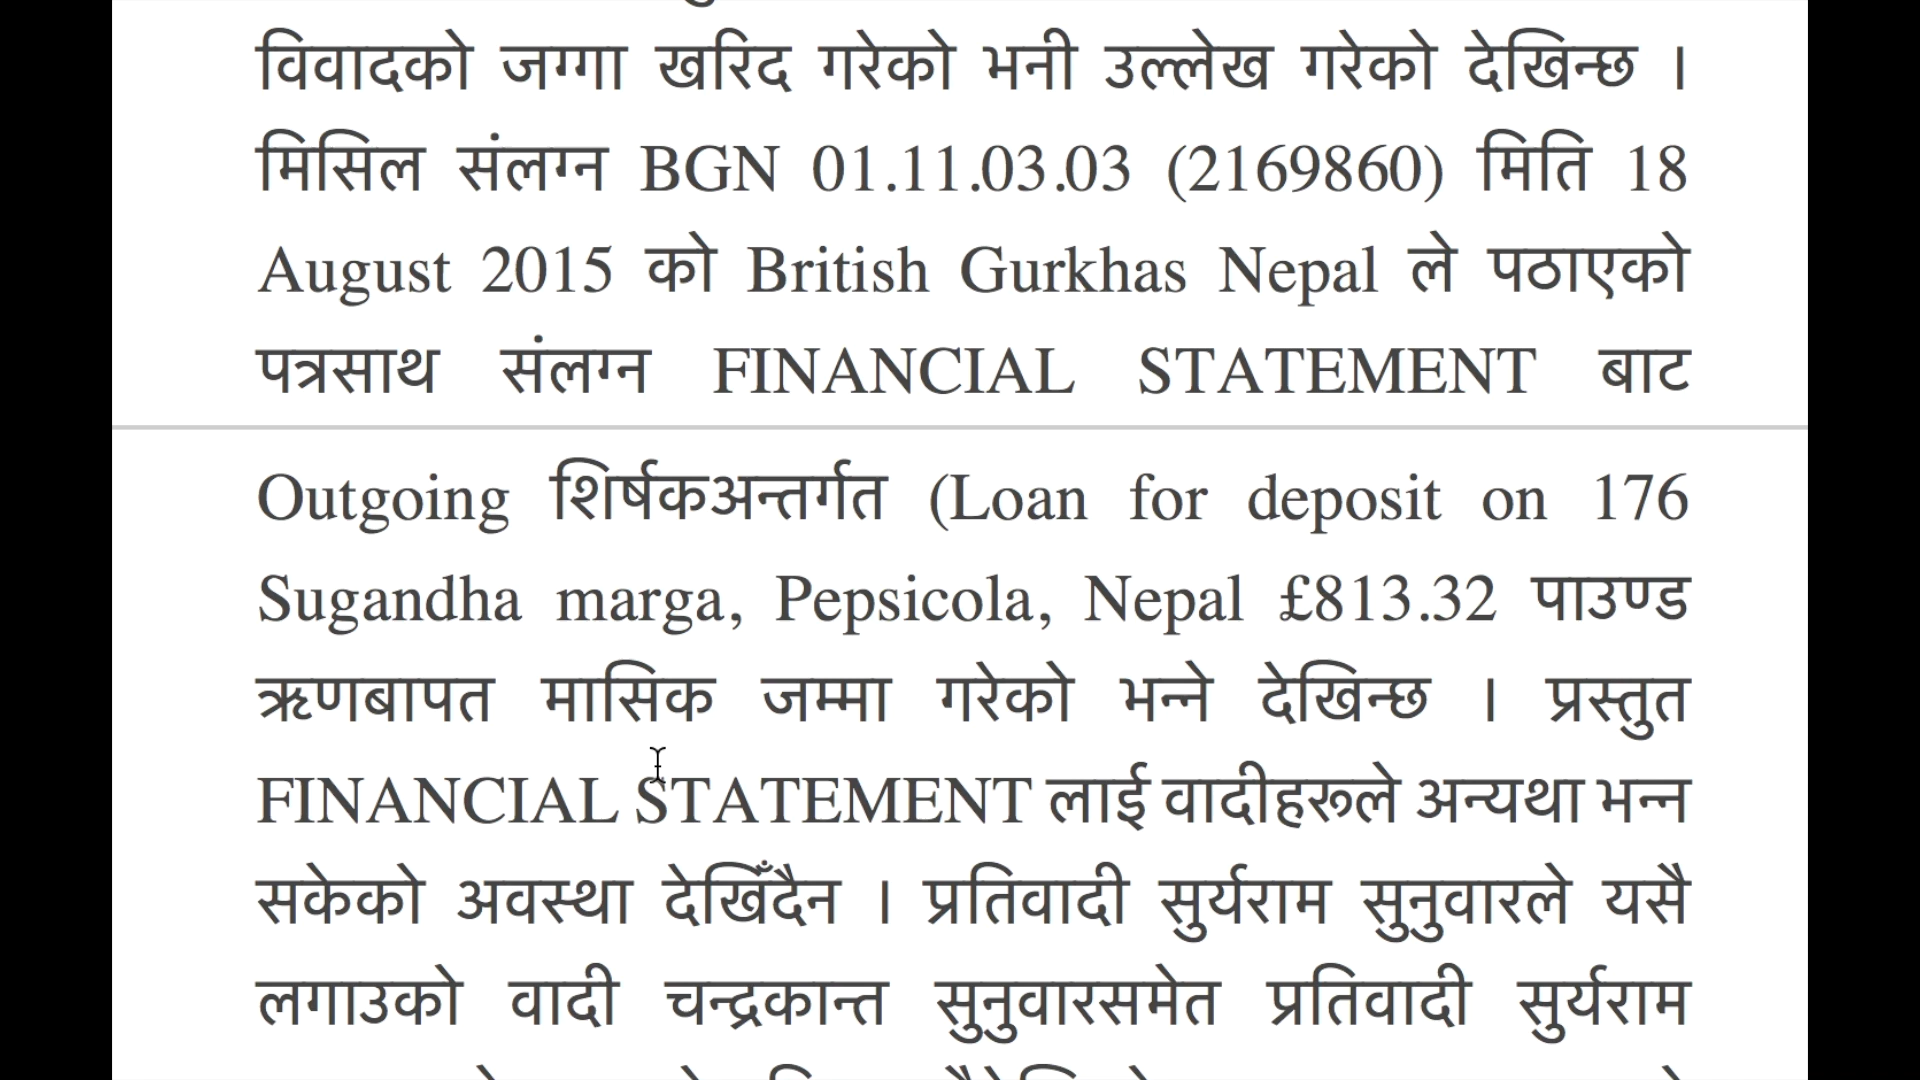 विवादको जग्गा खरिद गरेको भनी उल्लेख गरेको देखिन्छ ।
मिसिल संलग्न BGN 01.11.03.03 (2169860) मिति 18
August 2015 को British Gurkhas Nepal ले पठाएको
पत्रसाथ संलग्न FINANCIAL STATEMENT बाट
Outgoing शिर्षकअन्तर्गत (Loan for deposit on 176
Sugandha marga, Pepsicola, Nepal £813.32 पाउण्ड
ऋणबापत मासिक जम्मा गरेको भन्ने देखिन्छ । प्रस्तुत
FINANCIAL STATEMENT लाई वादीहरूले अन्यथा भन्न
सकेको अवस्था देखिँदैन । प्रतिवादी सुर्यराम सुनुवारले यसै
लगाउको वादी चन्द्रकान्त सुनुवारसमेत प्रतिवादी सुर्यराम